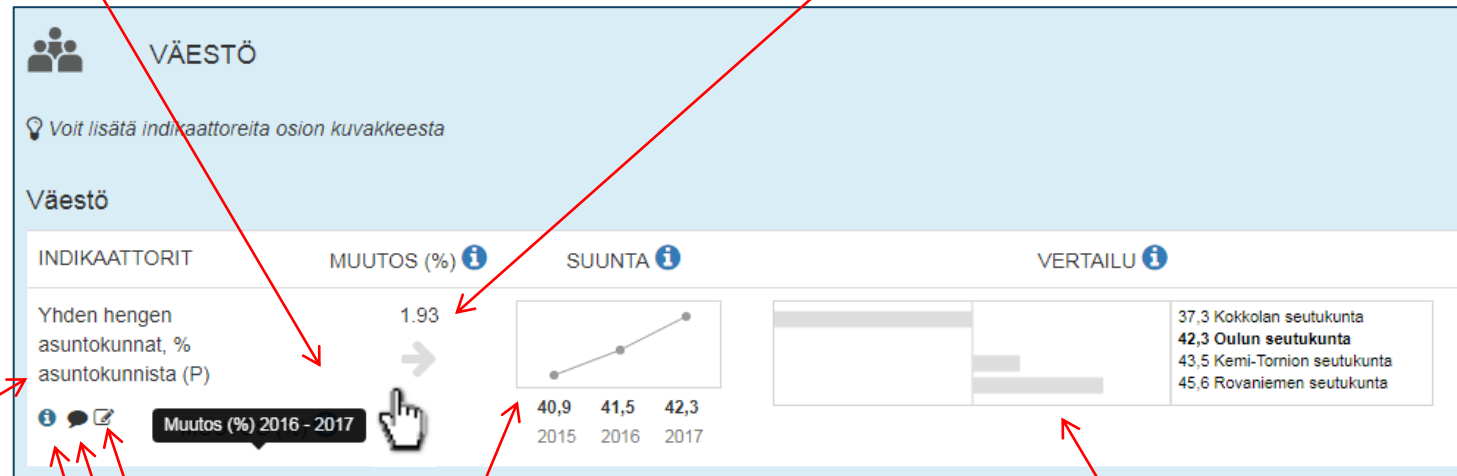 VÄESTÖ
Voit lisätä indikaattoreita osion kuvakkeesta
Väestö
INDIKAATTORIT MUUTOS (%) SUUNTA VERTAILU
Yhden hengen
asuntokunnat, %
asuntokunnista (P)
1.93
Muutos (%) 2016 - 2017
40,9 41,5 42,3
2015 2016 2017
37,3 Kokkolan seutukunta
42,3 Oulun seutukunta
43,5 Kemi-Tornion seutukunta
45,6 Rovaniemen seutukunta